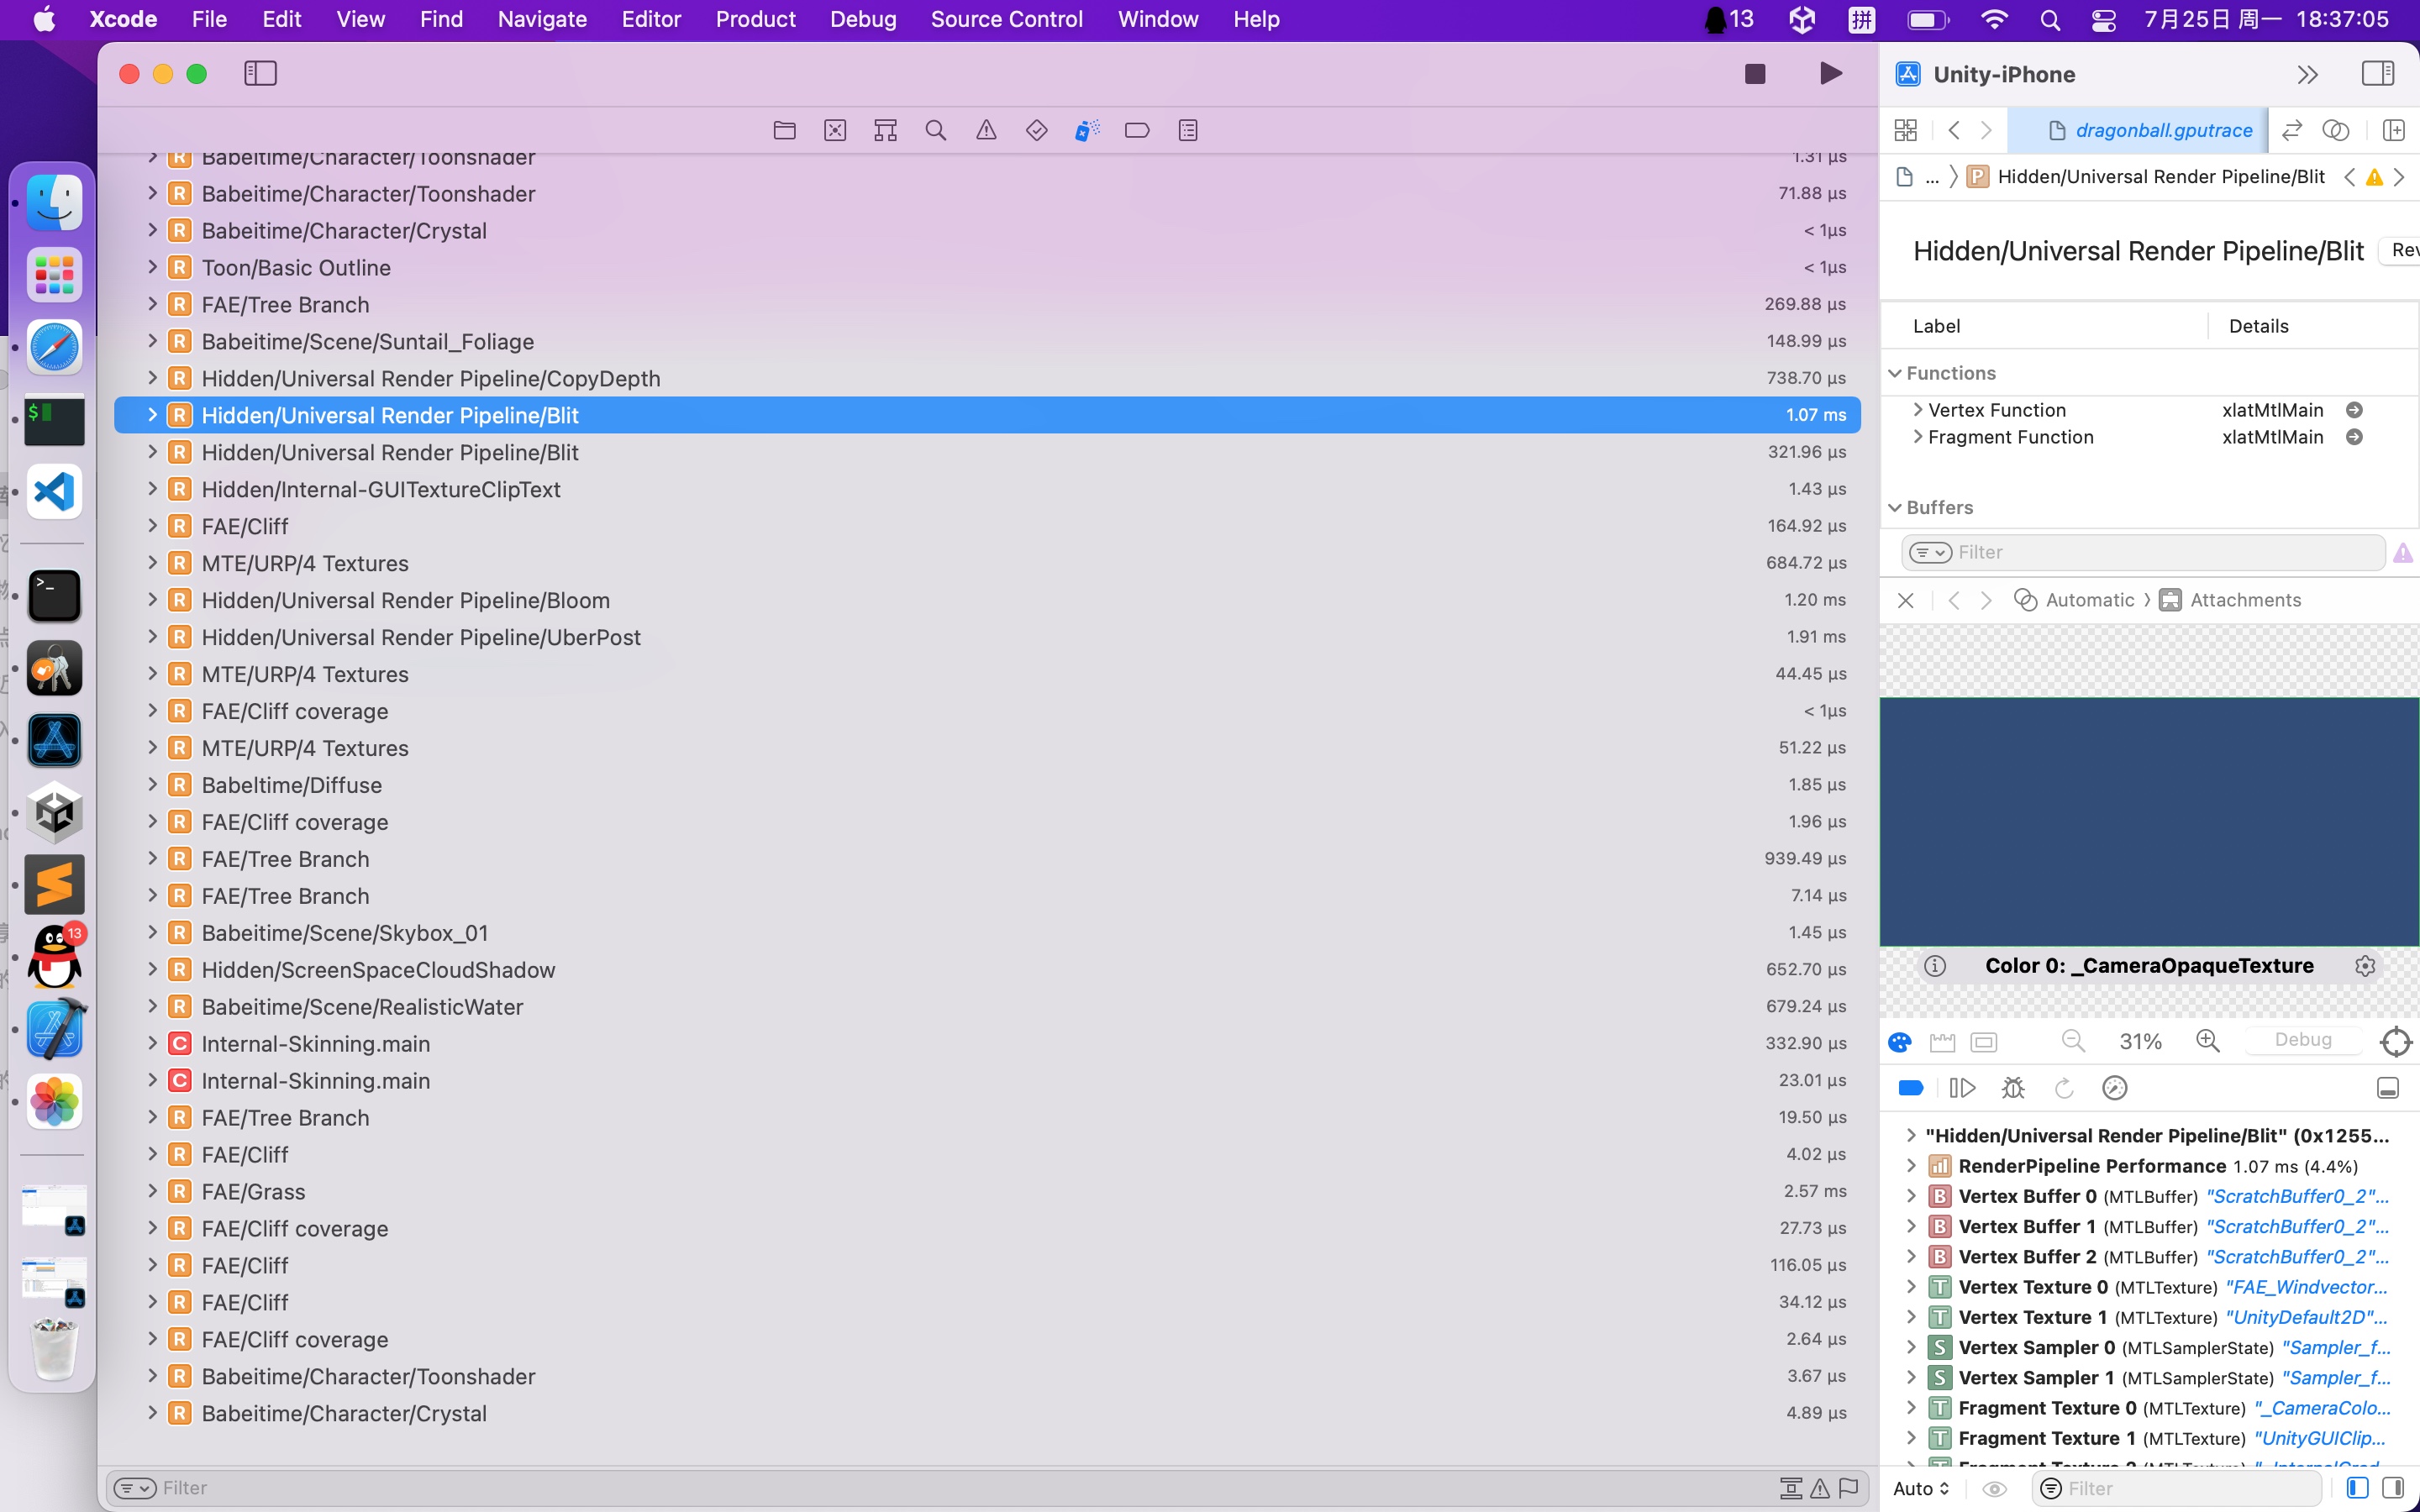 Xcode File Edit View Find Navigate Editor Product Debug Source Control Window Help 13 拼 7月25日 周一 18:37:05
Babeitime/Character/Toonshader 1.31 µs
Babeitime/Character/Toonshader 71.88 µs
Babeitime/Character/Crystal < 1µs
Toon/Basic Outline < 1µs
FAE/Tree Branch 269.88 µs
Babeitime/Scene/Suntail_Foliage 148.99 µs
Hidden/Universal Render Pipeline/CopyDepth 738.70 µs
Hidden/Universal Render Pipeline/Blit 1.07 ms
Hidden/Universal Render Pipeline/Blit 321.96 µs
Hidden/Internal-GUITextureClipText 1.43 µs
FAE/Cliff 164.92 µs
MTE/URP/4 Textures 684.72 µs
Hidden/Universal Render Pipeline/Bloom 1.20 ms
Hidden/Universal Render Pipeline/UberPost 1.91 ms
MTE/URP/4 Textures 44.45 µs
FAE/Cliff coverage < 1µs
MTE/URP/4 Textures 51.22 µs
Babeltime/Diffuse 1.85 µs
FAE/Cliff coverage 1.96 µs
FAE/Tree Branch 939.49 µs
FAE/Tree Branch 7.14 µs
Babeitime/Scene/Skybox_01 1.45 µs
Hidden/ScreenSpaceCloudShadow 652.70 µs
Babeitime/Scene/RealisticWater 679.24 µs
Internal-Skinning.main 332.90 µs
Internal-Skinning.main 23.01 µs
FAE/Tree Branch 19.50 µs
FAE/Cliff 4.02 µs
FAE/Grass 2.57 ms
FAE/Cliff coverage 27.73 µs
FAE/Cliff 116.05 µs
FAE/Cliff 34.12 µs
FAE/Cliff coverage 2.64 µs
Babeitime/Character/Toonshader 3.67 µs
Babeitime/Character/Crystal 4.89 µs
Filter
13
Unity-iPhone
dragonball.gputrace
... P Hidden/Universal Render Pipeline/Blit
Hidden/Universal Render Pipeline/Blit Rev
Label Details
Functions
Vertex Function xlatMtlMain
Fragment Function xlatMtlMain
Buffers
Filter
Automatic Attachments
Color 0: _CameraOpaqueTexture
31% Debug
"Hidden/Universal Render Pipeline/Blit" (0x1255...
RenderPipeline Performance 1.07 ms (4.4%)
B Vertex Buffer 0 (MTLBuffer) "ScratchBuffer0_2"...
B Vertex Buffer 1 (MTLBuffer) "ScratchBuffer0_2"...
B Vertex Buffer 2 (MTLBuffer) "ScratchBuffer0_2"...
T Vertex Texture 0 (MTLTexture) "FAE_Windvector...
T Vertex Texture 1 (MTLTexture) "UnityDefault2D"...
S Vertex Sampler 0 (MTLSamplerState) "Sampler_f...
S Vertex Sampler 1 (MTLSamplerState) "Sampler_f...
T Fragment Texture 0 (MTLTexture) "_CameraColo...
T Fragment Texture 1 (MTLTexture) "UnityGUIClip...
Auto Filter